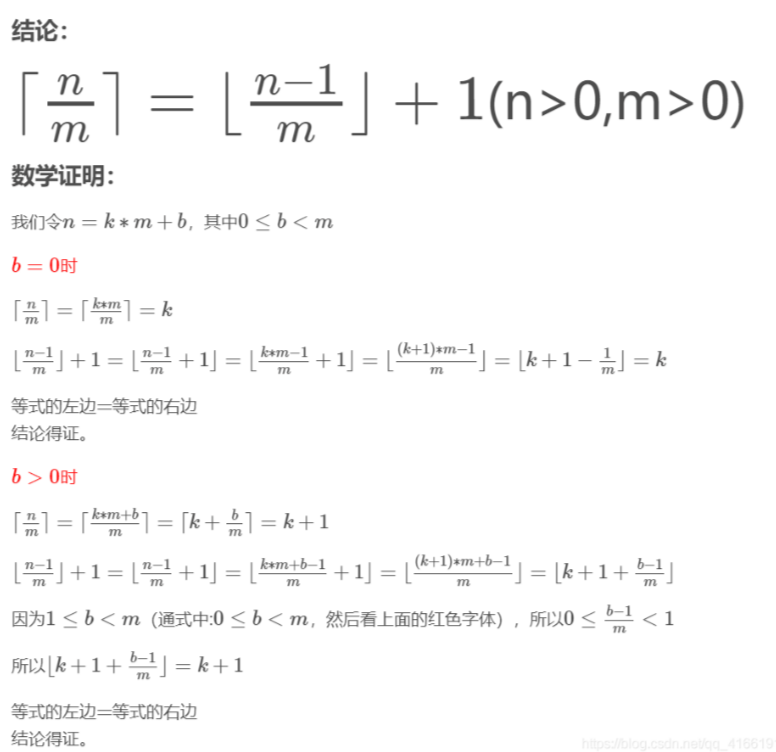 结论：
⌈n/m⌉ = ⌊(n−1)/m⌋ + 1(n>0,m>0)
数学证明：
我们令n = k ∗ m + b，其中0 ≤ b < m
b = 0时
⌈n/m⌉ = ⌈(k∗m)/m⌉ = k
⌊(n−1)/m⌋ + 1 = ⌊(n−1)/m + 1⌋ = ⌊(k∗m−1)/m + 1⌋ = ⌊((k+1)∗m−1)/m⌋ = ⌊k + 1 − 1/m⌋ = k
等式的左边=等式的右边
结论得证。
b > 0时
⌈n/m⌉ = ⌈(k∗m+b)/m⌉ = ⌈k + b/m⌉ = k + 1
⌊(n−1)/m⌋ + 1 = ⌊(n−1)/m + 1⌋ = ⌊(k∗m+b−1)/m + 1⌋ = ⌊((k+1)∗m+b−1)/m⌋ = ⌊k + 1 + (b−1)/m⌋
因为1 ≤ b < m（通式中:0 ≤ b < m，然后看上面的红色字体），所以0 ≤ (b−1)/m < 1
所以⌊k + 1 + (b−1)/m⌋ = k + 1
等式的左边=等式的右边
结论得证。
https://blog.csdn.net/qq_416619